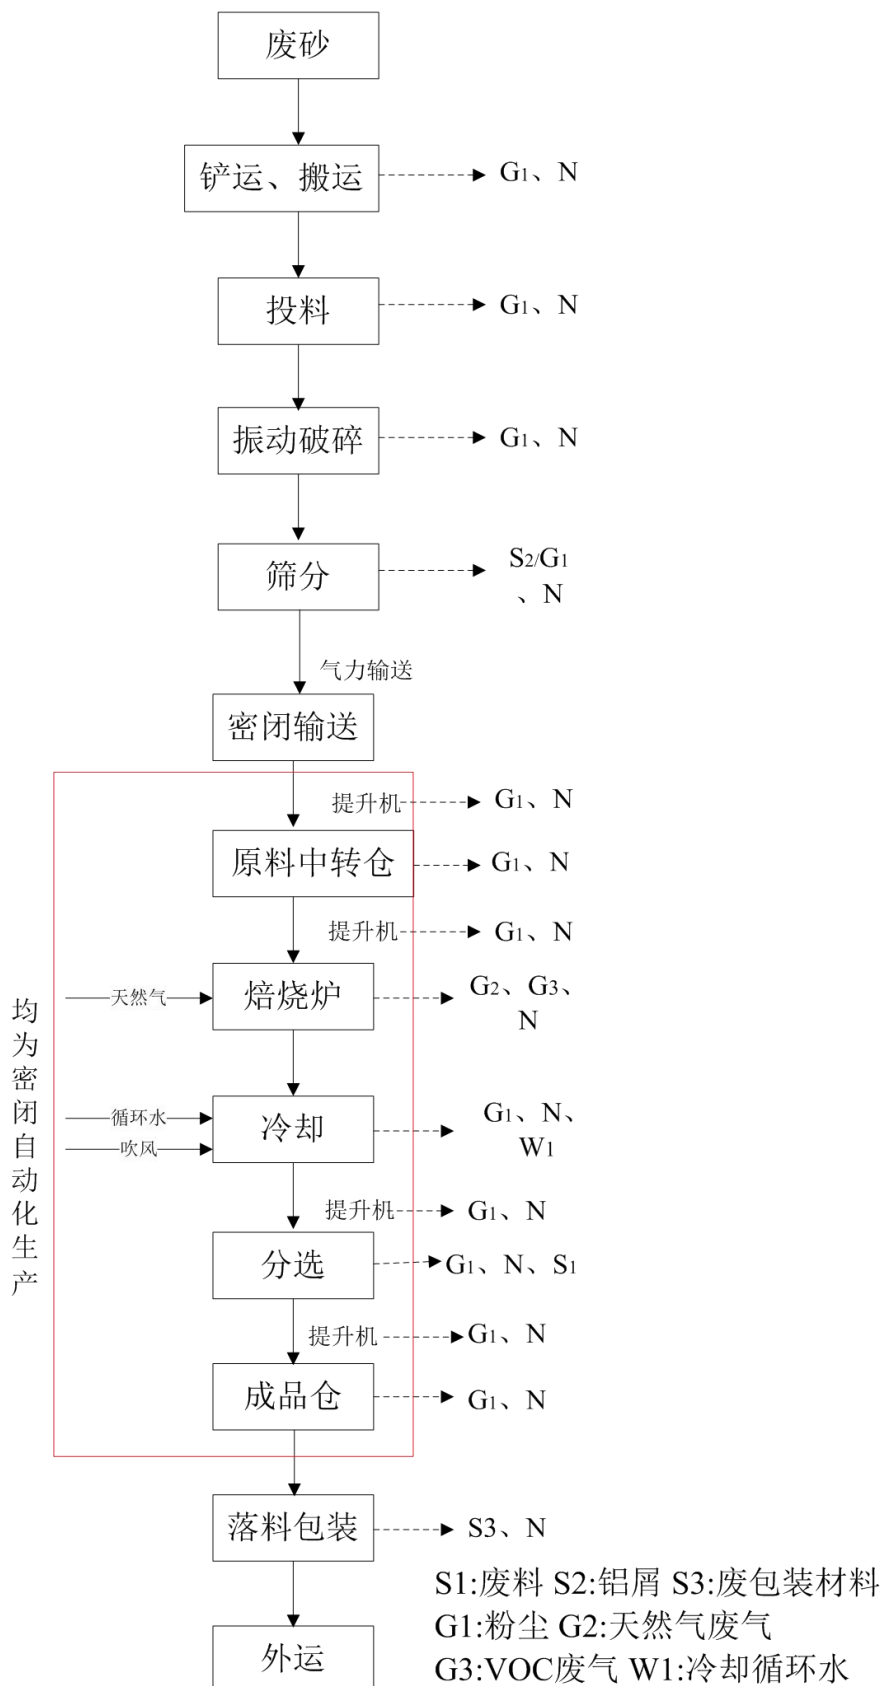 废砂
铲运、搬运
G1、N
投料
G1、N
振动破碎
G1、N
筛分
S2/G1
、N
气力输送
密闭输送
提升机
G1、N
原料中转仓
G1、N
提升机
G1、N
天然气
焙烧炉
G2、G3、
N
循环水
吹风
冷却
G1、N、
W1
提升机
G1、N
分选
G1、N、S1
提升机
G1、N
成品仓
G1、N
均为密闭自动化生产
落料包装
S3、N
外运
S1:废料 S2:铝屑 S3:废包装材料
G1:粉尘 G2:天然气废气
G3:VOC废气 W1:冷却循环水